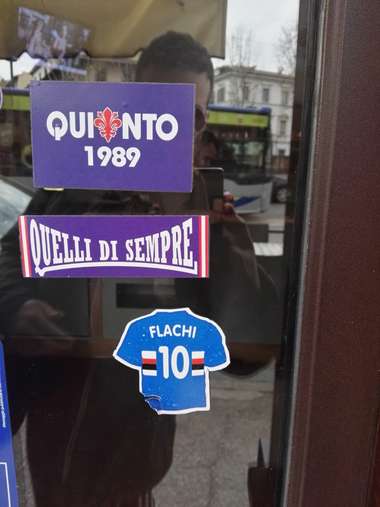 QUINTO
1989
QUELLI DI SEMPRE
FLACHI
10